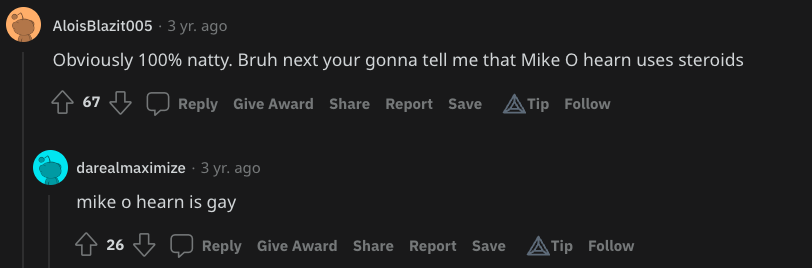 AloisBlazit005 · 3 yr. ago
Obviously 100% natty. Bruh next your gonna tell me that Mike O hearn uses steroids
67 Reply Give Award Share Report Save Tip Follow
darealmaximize · 3 yr. ago
mike o hearn is gay
26 Reply Give Award Share Report Save Tip Follow